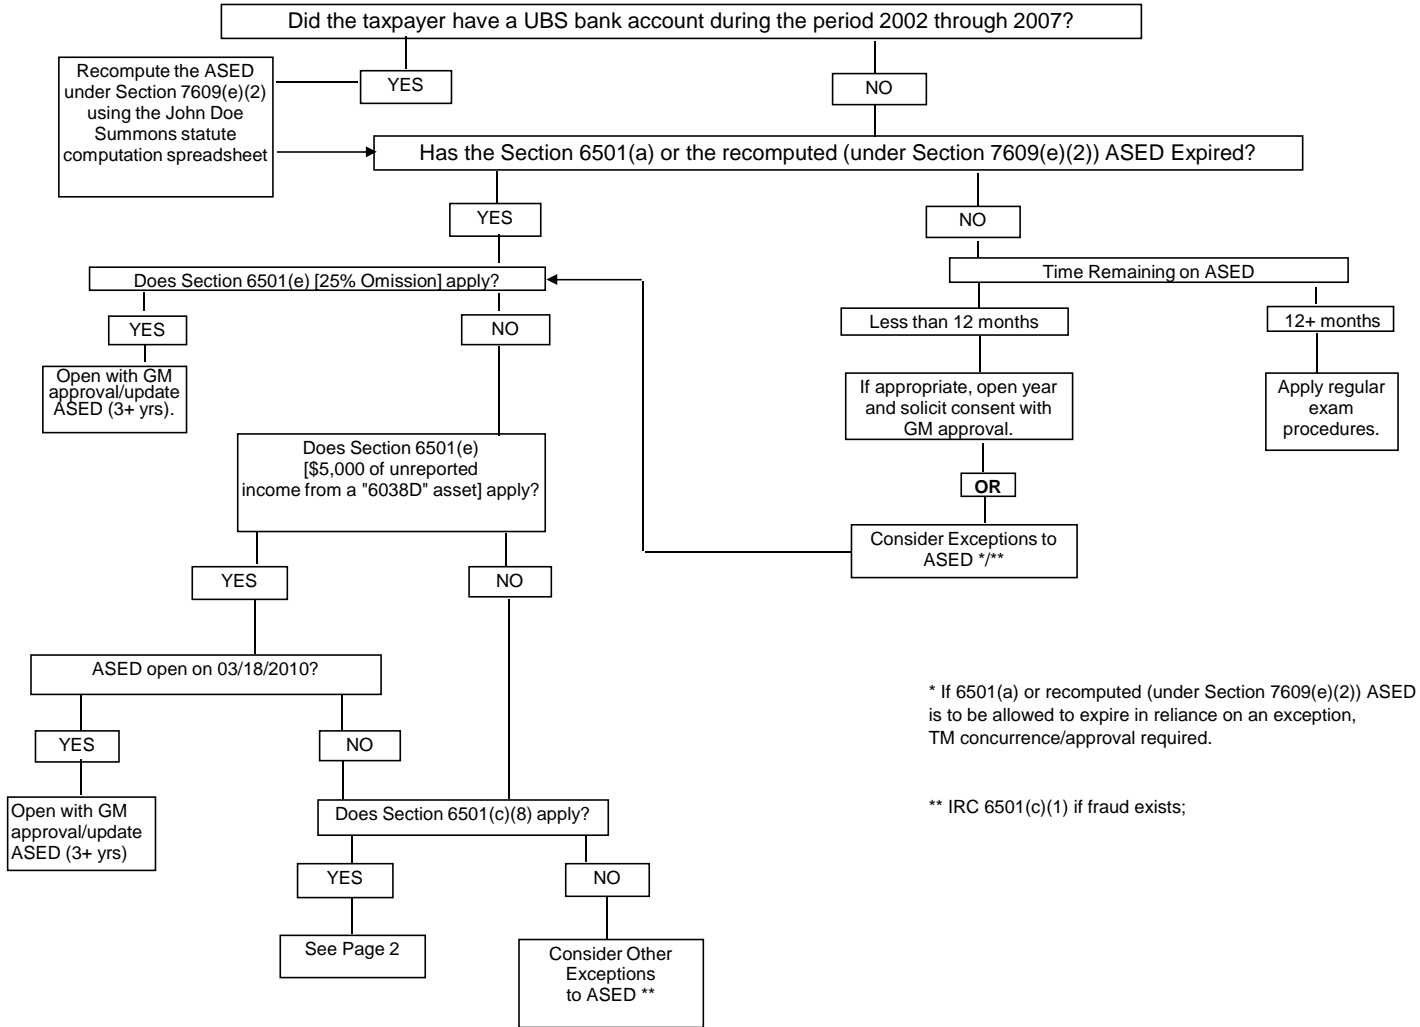 Did the taxpayer have a UBS bank account during the period 2002 through 2007?
Recompute the ASED
under Section 7609(e)(2)
using the John Doe
Summons statute
computation spreadsheet
YES
NO
Has the Section 6501(a) or the recomputed (under Section 7609(e)(2)) ASED Expired?
YES
NO
Does Section 6501(e) [25% Omission] apply?
Time Remaining on ASED
YES
NO
Less than 12 months
12+ months
Open with GM
approval/update
ASED (3+ yrs).
If appropriate, open year
and solicit consent with
GM approval.
Apply regular
exam
procedures.
Does Section 6501(e)
[$5,000 of unreported
income from a "6038D" asset] apply?
OR
Consider Exceptions to
ASED */**
YES
NO
ASED open on 03/18/2010?
* If 6501(a) or recomputed (under Section 7609(e)(2)) ASED
is to be allowed to expire in reliance on an exception,
TM concurrence/approval required.
YES
NO
Open with GM
approval/update
ASED (3+ yrs)
Does Section 6501(c)(8) apply?
** IRC 6501(c)(1) if fraud exists;
YES
NO
See Page 2
Consider Other
Exceptions
to ASED **